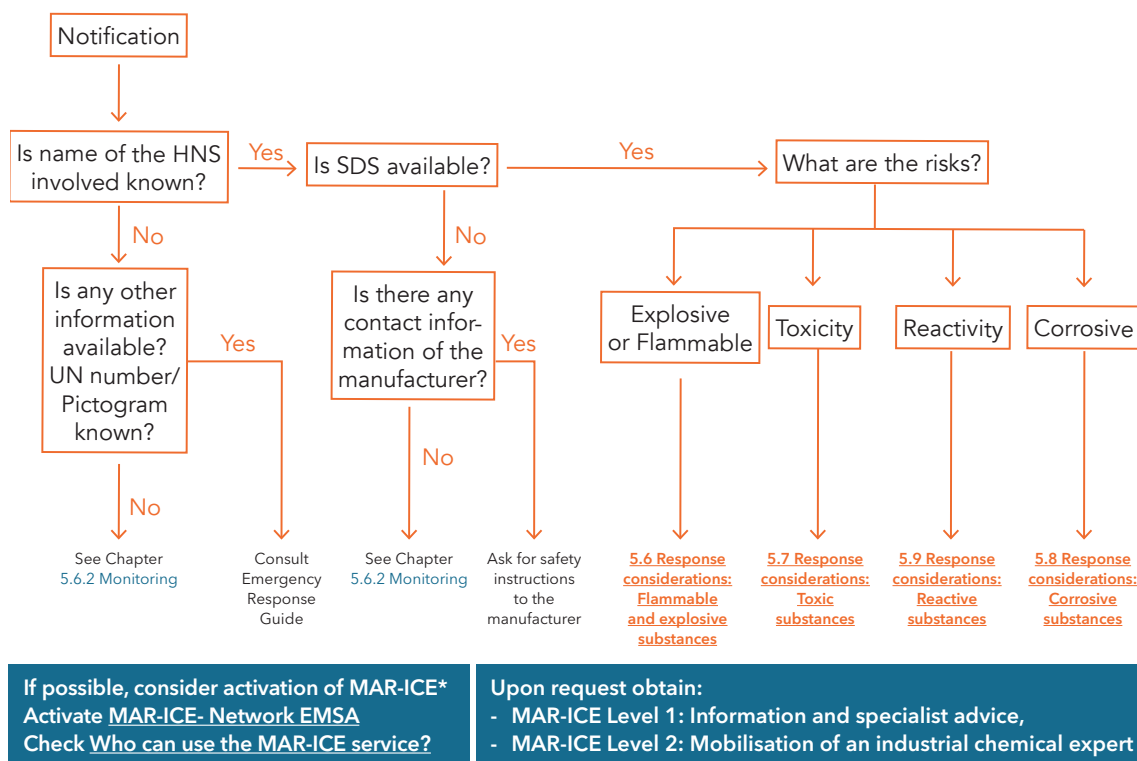 Notification
Is name of the HNS
involved known?
Yes
Is SDS available?
Yes
What are the risks?
No
No
Is any other
information
available?
UN number/
Pictogram
known?
Yes
Is there any
contact infor-
mation of the
manufacturer?
Yes
Explosive
or Flammable
Toxicity
Reactivity
Corrosive
No
No
See Chapter
5.6.2 Monitoring
Consult
Emergency
Response
Guide
See Chapter
5.6.2 Monitoring
Ask for safety
instructions
to the
manufacturer
5.6 Response
considerations:
Flammable
and explosive
substances
5.7 Response
considerations:
Toxic
substances
5.9 Response
considerations:
Reactive
substances
5.8 Response
considerations:
Corrosive
substances
If possible, consider activation of MAR-ICE*
Activate MAR-ICE- Network EMSA
Check Who can use the MAR-ICE service?
Upon request obtain:
- MAR-ICE Level 1: Information and specialist advice,
- MAR-ICE Level 2: Mobilisation of an industrial chemical expert